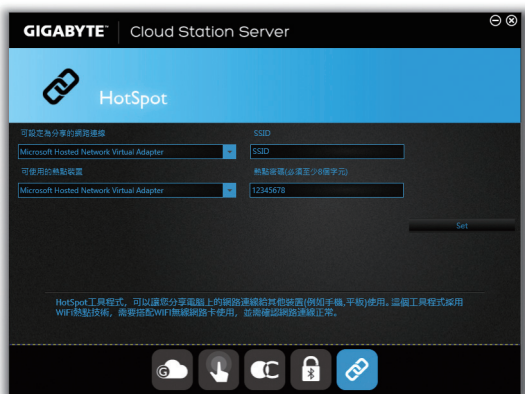 GIGABYTE™ Cloud Station Server
HotSpot
可設定為分享的網路連線
SSID
Microsoft Hosted Network Virtual Adapter
SSID
可使用的熱點裝置
熱點密碼(必須至少8個字元)
Microsoft Hosted Network Virtual Adapter
12345678
Set
HotSpot工具程式，可以讓您分享電腦上的網路連線給其他裝置(例如手機,平板)使用。這個工具程式採用
WiFi熱點技術，需要搭配WIFI無線網路卡使用，並需確認網路連線正常。
G